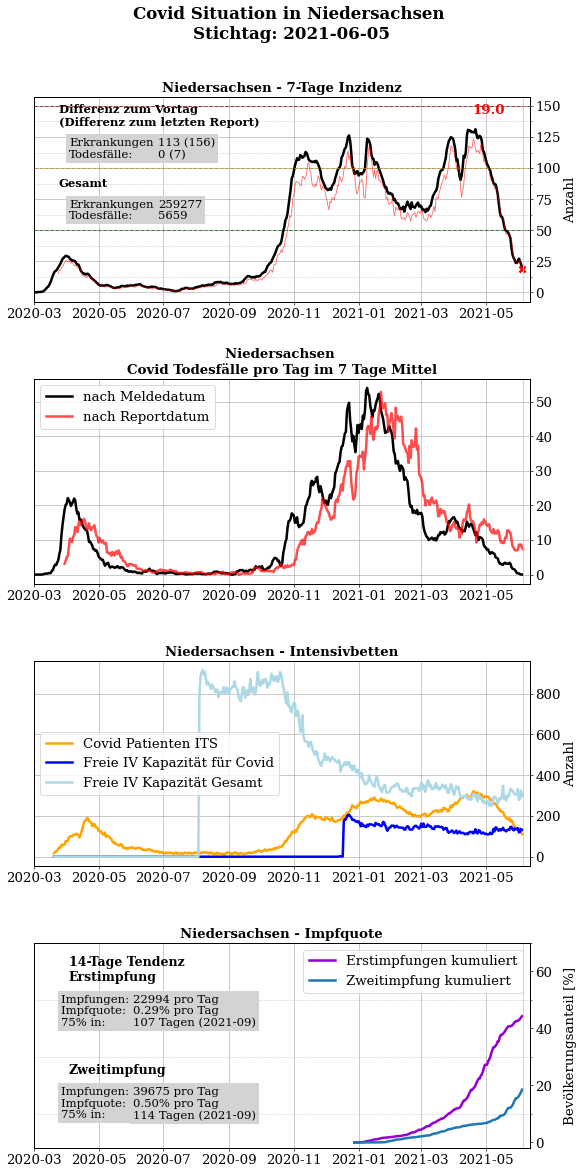 Covid Situation in Niedersachsen
Stichtag: 2021-06-05
Niedersachsen - 7-Tage Inzidenz
Differenz zum Vortag
(Differenz zum letzten Report)
Erkrankungen 113 (156)
Todesfälle: 0 (7)
Gesamt
Erkrankungen 259277
Todesfälle: 5659
19.0
150
125
100
75
50
25
0
Anzahl
2020-03 2020-05 2020-07 2020-09 2020-11 2021-01 2021-03 2021-05
Niedersachsen
Covid Todesfälle pro Tag im 7 Tage Mittel
nach Meldedatum
nach Reportdatum
50
40
30
20
10
0
2020-03 2020-05 2020-07 2020-09 2020-11 2021-01 2021-03 2021-05
Niedersachsen - Intensivbetten
Covid Patienten ITS
Freie IV Kapazität für Covid
Freie IV Kapazität Gesamt
800
600
400
200
0
Anzahl
2020-03 2020-05 2020-07 2020-09 2020-11 2021-01 2021-03 2021-05
Niedersachsen - Impfquote
14-Tage Tendenz
Erstimpfung
Impfungen: 22994 pro Tag
Impfquote: 0.29% pro Tag
75% in: 107 Tagen (2021-09)
Zweitimpfung
Impfungen: 39675 pro Tag
Impfquote: 0.50% pro Tag
75% in: 114 Tagen (2021-09)
Erstimpfungen kumuliert
Zweitimpfung kumuliert
60
40
20
0
Bevölkerungsanteil [%]
2020-03 2020-05 2020-07 2020-09 2020-11 2021-01 2021-03 2021-05